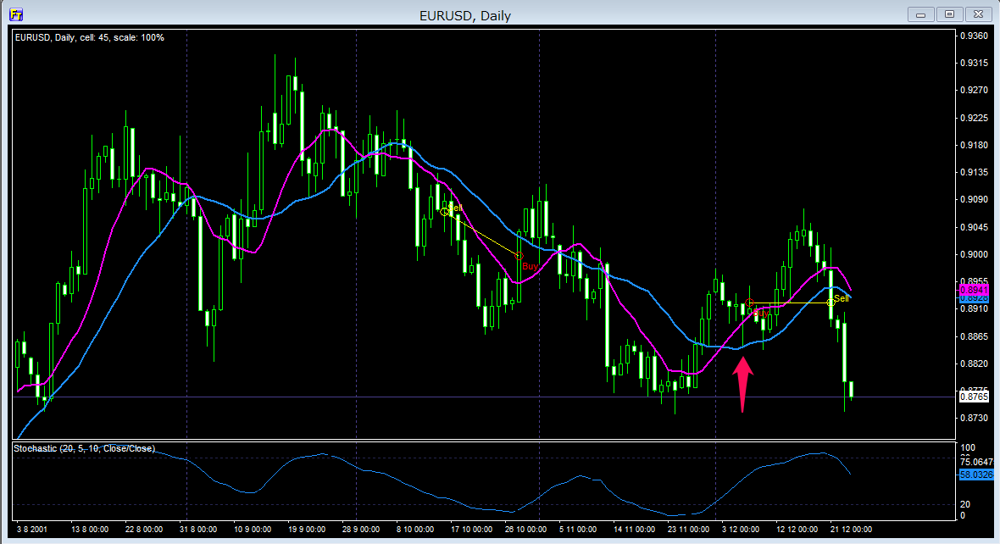 FT
EURUSD, Daily
EURUSD, Daily, cell: 45, scale: 100%
0.9360
0.9315
0.9270
0.9225
0.9180
0.9135
0.9090
0.9045
0.9000
0.8955
0.8941
0.8928
0.8910
0.8865
0.8820
0.8775
0.8765
0.8730
Sell
Buy
Buy
Sell
Stochastic (20, 5, 10, Close/Close)
100
75.0647
58.0326
20
0
3 8 2001 13 8 00:00 22 8 00:00 31 8 00:00 10 9 00:00 19 9 00:00 28 9 00:00 8 10 00:00 17 10 00:00 26 10 00:00 5 11 00:00 14 11 00:00 23 11 00:00 3 12 00:00 12 12 00:00 21 12 00:00